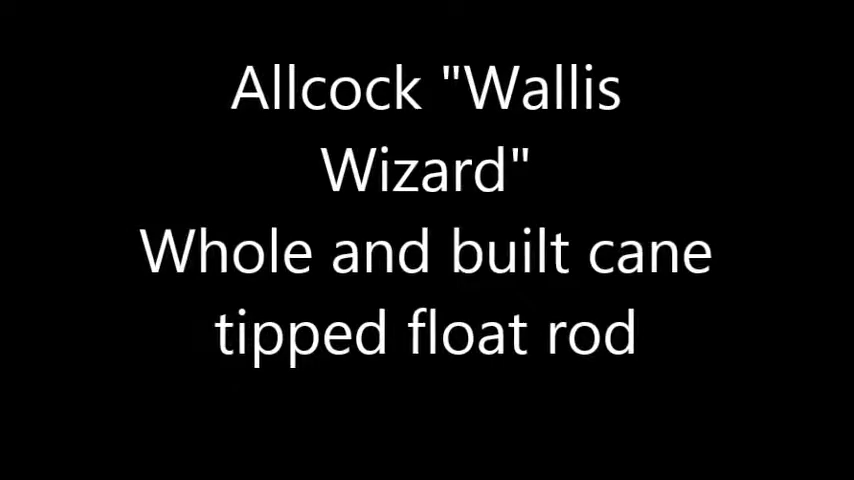 Allcock "Wallis
Wizard"
Whole and built cane
tipped float rod